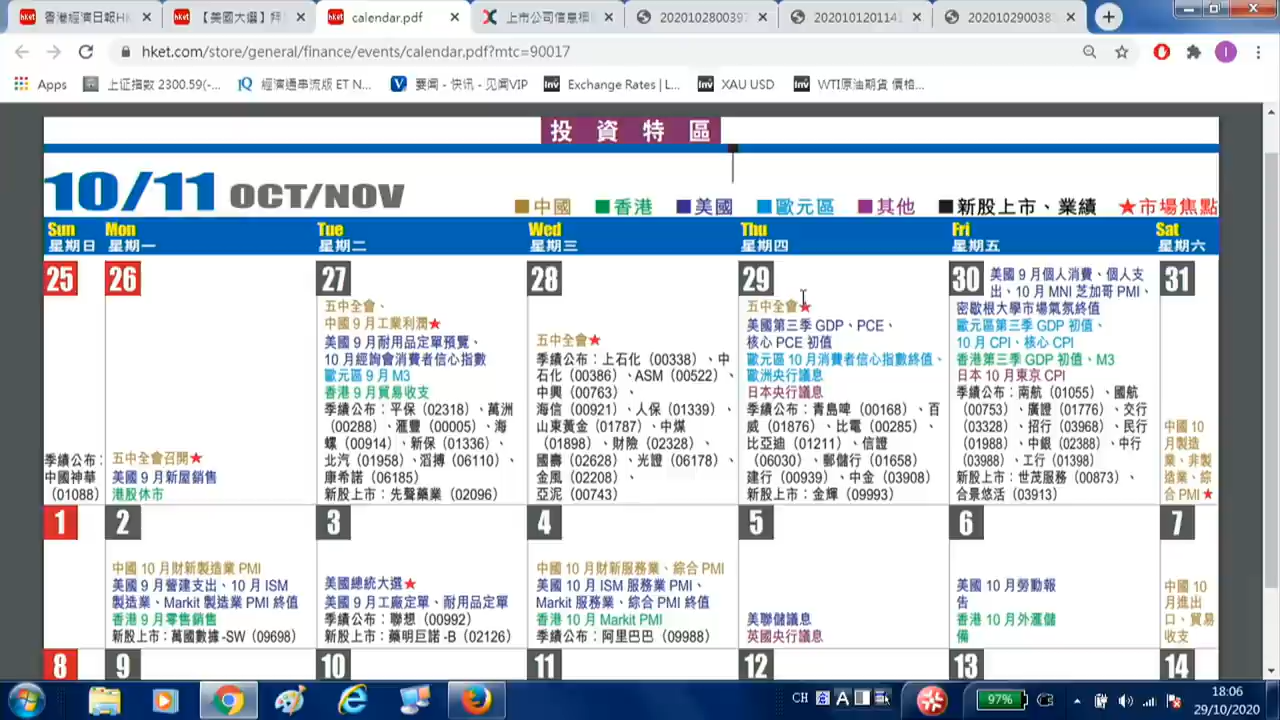 香港經濟日報HK
【美國大選】拜
calendar.pdf
上市公司信息
2020102800397
2020101201141
202010290038
hket.com/store/general/finance/events/calendar.pdf?mtc=90017
Apps
上证指数 2300.59(-...
經濟通串流版 ET N...
要闻 - 快讯 - 见闻VIP
Exchange Rates | L...
XAU USD
WTI原油期貨 價格...
投資特區
10/11 OCT/NOV
■中國 ■香港 ■美國 ■歐元區 ■其他 ■新股上市、業績 ★市場焦點
Sun Mon Tue Wed Thu Fri Sat
星期日 星期一 星期二 星期三 星期四 星期五 星期六
25
季績公布：
中國神華
（01088）
26
五中全會召開★
美國 9 月新屋銷售
港股休市
27
五中全會、
中國 9 月工業利潤★
美國 9 月耐用品定單預覽、
10 月經詢會消費者信心指數
歐元區 9 月 M3
香港 9 月貿易收支
季績公布：平保（02318）、萬洲
（00288）、滙豐（00005）、海
螺（00914）、新保（01336）、
北汽（01958）、滔搏（06110）、
康希諾（06185）
新股上市：先聲藥業（02096）
28
五中全會★
季績公布：上石化（00338）、中
石化（00386）、ASM（00522）、
中興（00763）、
海信（00921）、人保（01339）、
山東黃金（01787）、中煤
（01898）、財險（02328）、
國壽（02628）、光證（06178）、
金風（02208）、
亞泥（00743）
29
五中全會★
美國第三季 GDP、PCE、
核心 PCE 初值
歐元區 10 月消費者信心指數終值、
歐洲央行議息
日本央行議息
季績公布：青島啤（00168）、百
威（01876）、比電（00285）、
比亞迪（01211）、信證
（06030）、郵儲行（01658）
建行（00939）、中金（03908）
新股上市：金輝（09993）
30
美國 9 月個人消費、個人支
出、10 月 MNI 芝加哥 PMI、
密歇根大學市場氣氛終值
歐元區第三季 GDP 初值、
10 月 CPI、核心 CPI
香港第三季 GDP 初值、M3
日本 10 月東京 CPI
季績公布：南航（01055）、國航
（00753）、廣證（01776）、交行
（03328）、招行（03968）、民行
（01988）、中銀（02388）、中行
（03988）、工行（01398）
新股上市：世茂服務（00873）、
合景悠活（03913）
31
中國 10
月製造
業、非製
造業、綜
合 PMI★
1
2
中國 10 月財新製造業 PMI
美國 9 月營建支出、10 月 ISM
製造業、Markit 製造業 PMI 終值
香港 9 月零售銷售
新股上市：萬國數據 -SW（09698）
3
美國總統大選★
美國 9 月工廠定單、耐用品定單
季績公布：聯想（00992）
新股上市：藥明巨諾 -B（02126）
4
中國 10 月財新服務業、綜合 PMI
美國 10 月 ISM 服務業 PMI、
Markit 服務業、綜合 PMI 終值
香港 10 月 Markit PMI
季績公布：阿里巴巴（09988）
5
美聯儲議息
英國央行議息
6
美國 10 月勞動報
告
香港 10 月外滙儲
備
7
中國 10
月進出
口、貿易
收支
8 9 10 11 12 13 14
CH
97%
18:06
29/10/2020